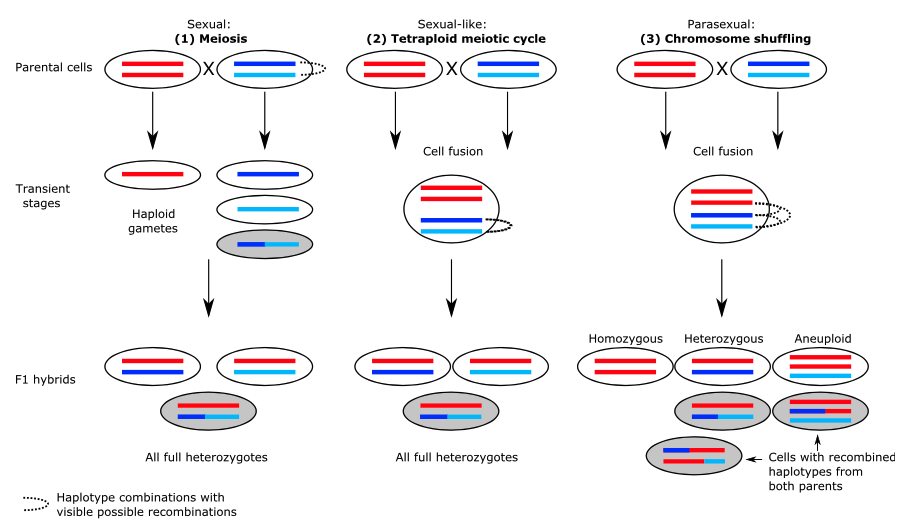 Sexual:
(1) Meiosis
Sexual-like:
(2) Tetraploid meiotic cycle
Parasexual:
(3) Chromosome shuffling
Parental cells
X
X
X
Cell fusion
Cell fusion
Transient
stages
Haploid
gametes
Homozygous
Heterozygous
Aneuploid
F1 hybrids
All full heterozygotes
All full heterozygotes
Cells with recombined
haplotypes from
both parents
Haplotype combinations with
visible possible recombinations